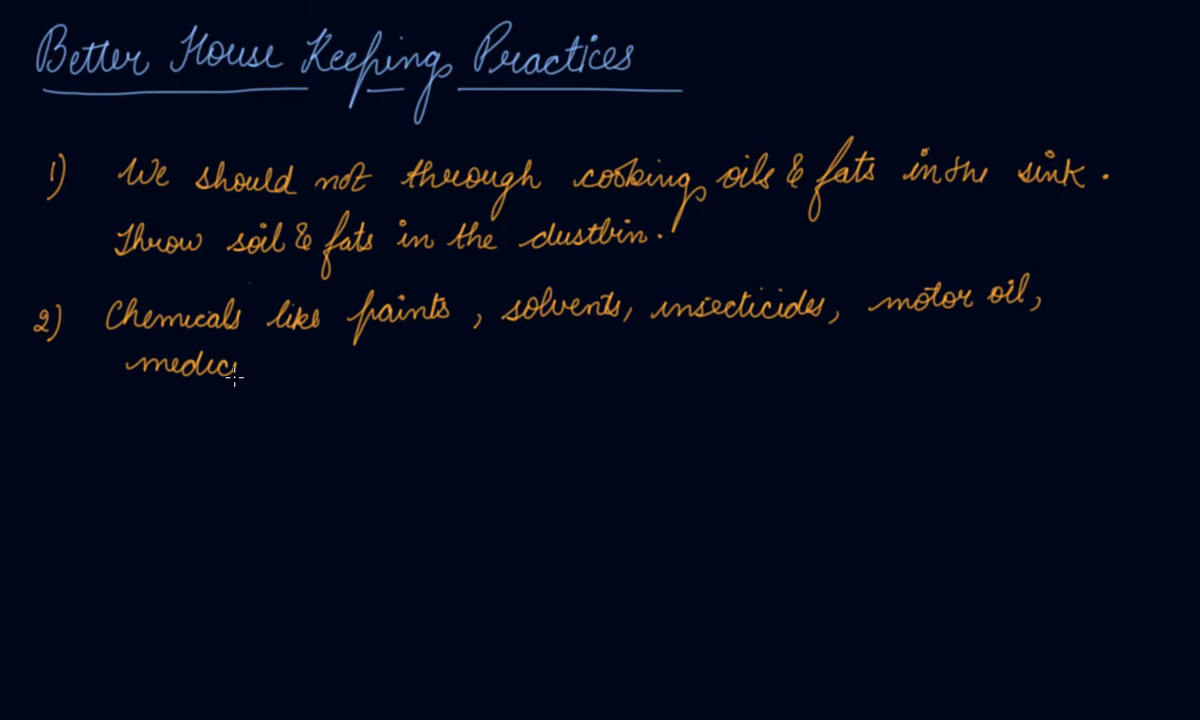 Better House Keeping Practices
1) We should not through cooking oils & fats in the sink.
Throw soil & fats in the dustbin.
2) Chemicals like paints, solvents, insecticides, motor oil,
medic